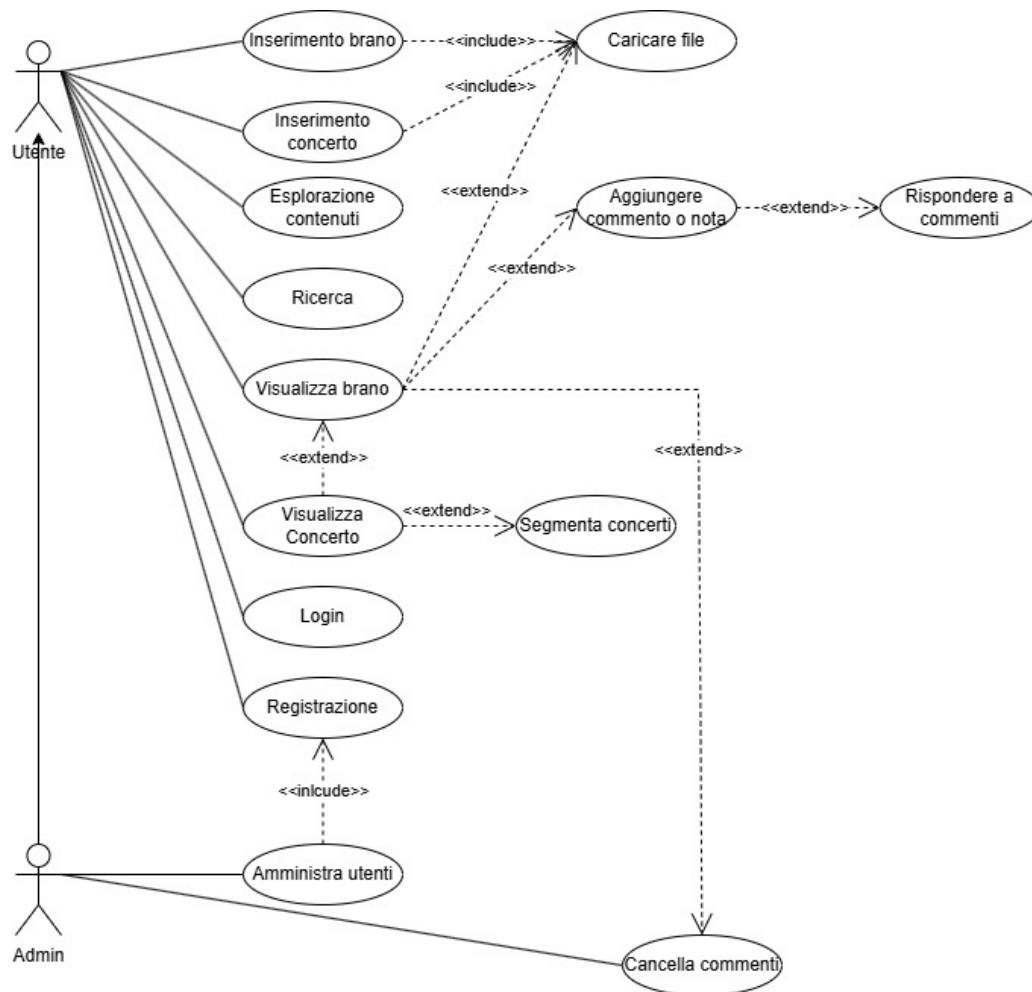 Inserimento brano
<<include>>
Caricare file
<<include>>
Utente
Inserimento
concerto
Esplorazione
contenuti
<<extend>>
Aggiungere
commento o nota
<<extend>>
Rispondere a
commenti
<<extend>>
Ricerca
Visualizza brano
<<extend>>
<<extend>>
Visualizza
Concerto
<<extend>>
Segmenta concerti
Login
Registrazione
<<inlcude>>
Amministra utenti
Admin
Cancella commenti